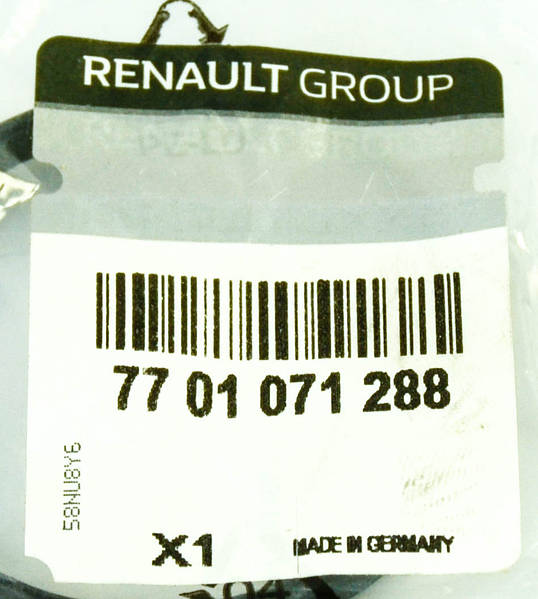 RENAULT GROUP
77 01 071 288
58NU8Y6
X1
MADE IN GERMANY